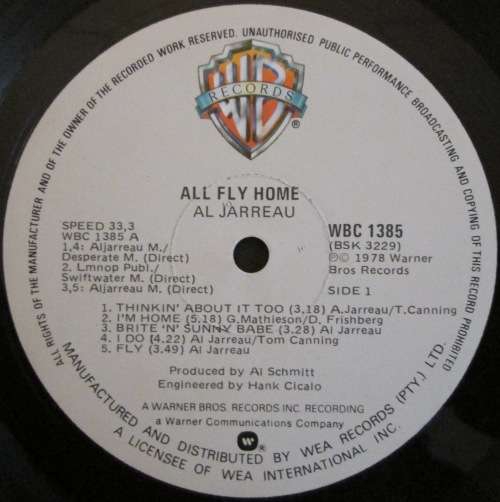 ALL RIGHTS OF THE MANUFACTURER AND OF THE OWNER OF THE RECORDED WORK RESERVED. UNAUTHORISED PUBLIC PERFORMANCE BROADCASTING AND COPYING OF THIS RECORD PROHIBITED
WB
RECORDS
®
ALL FLY HOME
AL JARREAU
SPEED 33,3
WBC 1385 A
1,4: Aljarreau M./
Desperate M. (Direct)
2. Lmnop Publ./
Swiftwater M. (Direct)
3,5: Aljarreau M. (Direct)
WBC 1385
(BSK 3229)
℗© 1978 Warner
Bros Records
SIDE 1
1. THINKIN' ABOUT IT TOO (3,18) A.Jarreau/T.Canning
2. I'M HOME (5,18) G.Mathieson/D. Frishberg
3. BRITE 'N' SUNNY BABE (3.28) Al Jarreau
4. I DO (4.22) Al Jarreau/Tom Canning
5. FLY (3.49) Al Jarreau
Produced by Al Schmitt
Engineered by Hank Cicalo
A WARNER BROS. RECORDS INC. RECORDING
a Warner Communications Company
MANUFACTURED AND DISTRIBUTED BY WEA RECORDS (PTY.) LTD.
A LICENSEE OF WEA INTERNATIONAL INC.